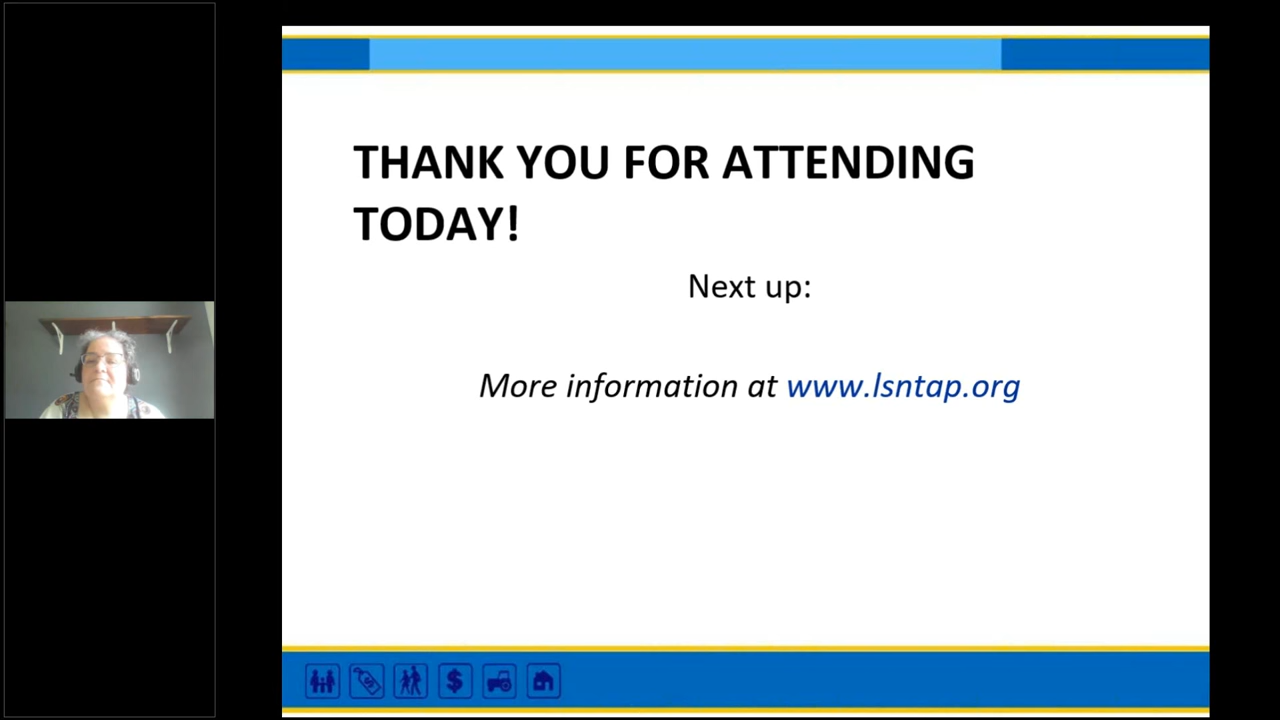 THANK YOU FOR ATTENDING
TODAY!
Next up:
More information at www.lsntap.org
$